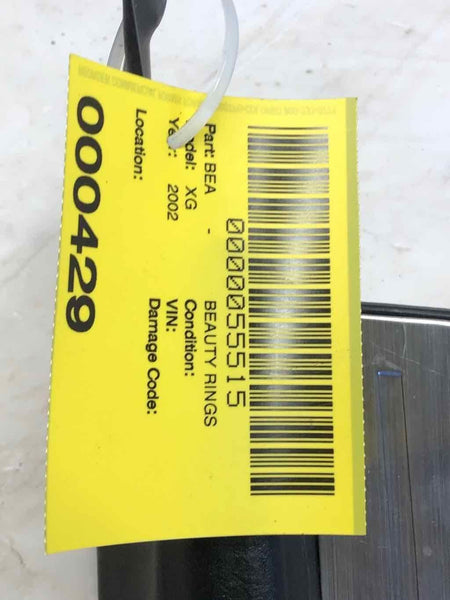 0000055515
Part: BEA - BEAUTY RINGS
Model: XG Condition:
Year: 2002 VIN:
Location: Damage Code:
000429